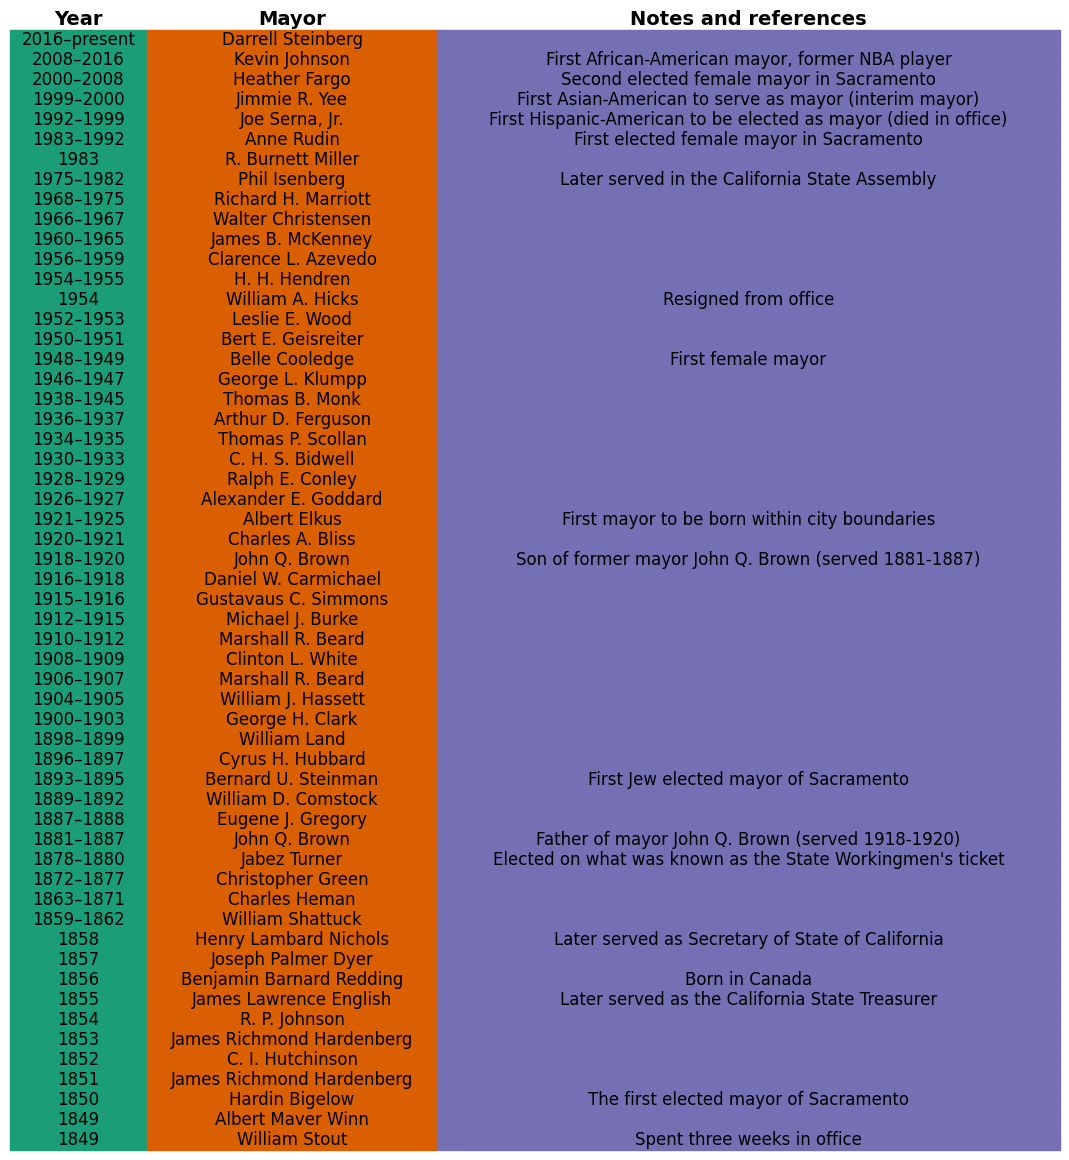 Year Mayor Notes and references
2016–present Darrell Steinberg
2008–2016 Kevin Johnson First African-American mayor, former NBA player
2000–2008 Heather Fargo Second elected female mayor in Sacramento
1999–2000 Jimmie R. Yee First Asian-American to serve as mayor (interim mayor)
1992–1999 Joe Serna, Jr. First Hispanic-American to be elected as mayor (died in office)
1983–1992 Anne Rudin First elected female mayor in Sacramento
1983 R. Burnett Miller
1975–1982 Phil Isenberg Later served in the California State Assembly
1968–1975 Richard H. Marriott
1966–1967 Walter Christensen
1960–1965 James B. McKenney
1956–1959 Clarence L. Azevedo
1954–1955 H. H. Hendren
1954 William A. Hicks Resigned from office
1952–1953 Leslie E. Wood
1950–1951 Bert E. Geisreiter
1948–1949 Belle Cooledge First female mayor
1946–1947 George L. Klumpp
1938–1945 Thomas B. Monk
1936–1937 Arthur D. Ferguson
1934–1935 Thomas P. Scollan
1930–1933 C. H. S. Bidwell
1928–1929 Ralph E. Conley
1926–1927 Alexander E. Goddard
1921–1925 Albert Elkus First mayor to be born within city boundaries
1920–1921 Charles A. Bliss
1918–1920 John Q. Brown Son of former mayor John Q. Brown (served 1881-1887)
1916–1918 Daniel W. Carmichael
1915–1916 Gustavaus C. Simmons
1912–1915 Michael J. Burke
1910–1912 Marshall R. Beard
1908–1909 Clinton L. White
1906–1907 Marshall R. Beard
1904–1905 William J. Hassett
1900–1903 George H. Clark
1898–1899 William Land
1896–1897 Cyrus H. Hubbard
1893–1895 Bernard U. Steinman First Jew elected mayor of Sacramento
1889–1892 William D. Comstock
1887–1888 Eugene J. Gregory
1881–1887 John Q. Brown Father of mayor John Q. Brown (served 1918-1920)
1878–1880 Jabez Turner Elected on what was known as the State Workingmen's ticket
1872–1877 Christopher Green
1863–1871 Charles Heman
1859–1862 William Shattuck
1858 Henry Lambard Nichols Later served as Secretary of State of California
1857 Joseph Palmer Dyer
1856 Benjamin Barnard Redding Born in Canada
1855 James Lawrence English Later served as the California State Treasurer
1854 R. P. Johnson
1853 James Richmond Hardenberg
1852 C. I. Hutchinson
1851 James Richmond Hardenberg
1850 Hardin Bigelow The first elected mayor of Sacramento
1849 Albert Maver Winn
1849 William Stout Spent three weeks in office